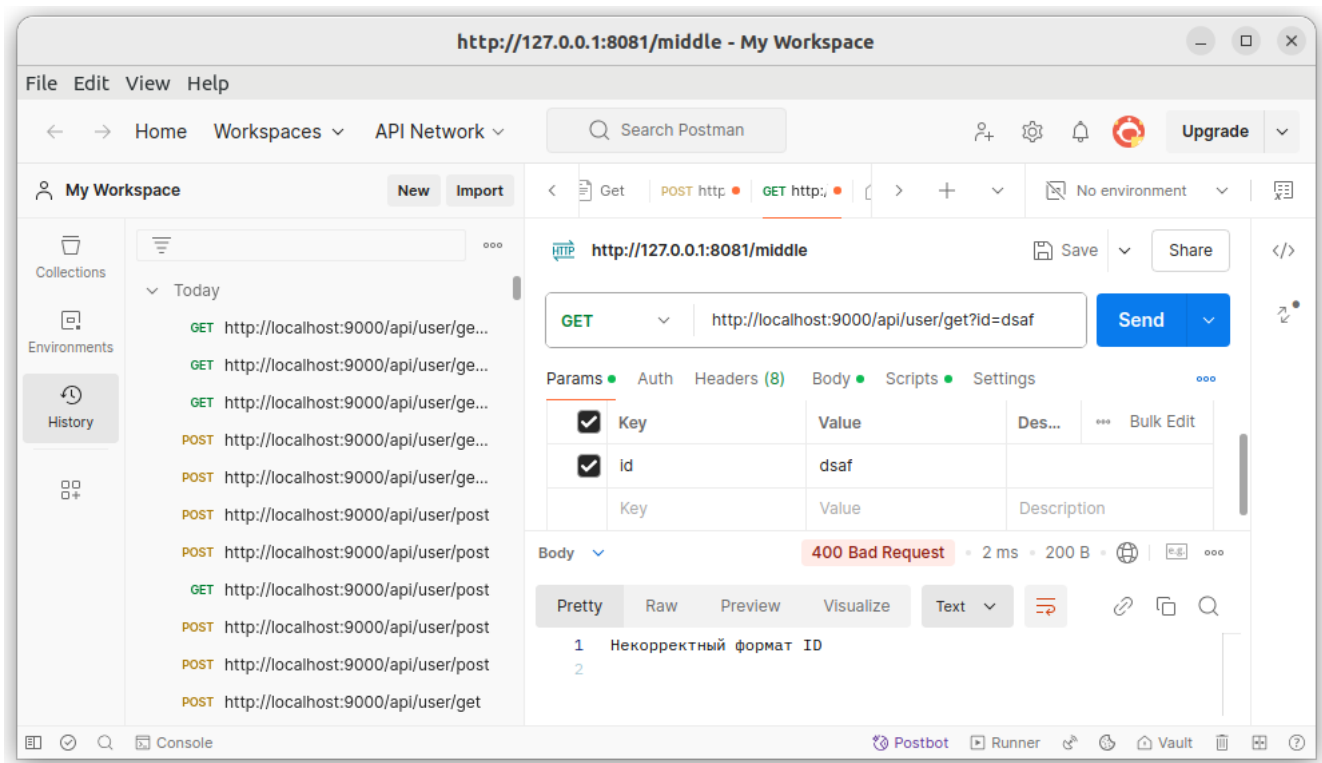 http://127.0.0.1:8081/middle - My Workspace
File Edit View Help
Home Workspaces API Network Search Postman Upgrade
My Workspace New Import
Get POST http GET http:/ No environment
Collections
Environments
History
Today
GET http://localhost:9000/api/user/ge...
GET http://localhost:9000/api/user/ge...
GET http://localhost:9000/api/user/ge...
POST http://localhost:9000/api/user/ge...
POST http://localhost:9000/api/user/ge...
POST http://localhost:9000/api/user/post
POST http://localhost:9000/api/user/post
GET http://localhost:9000/api/user/post
POST http://localhost:9000/api/user/post
POST http://localhost:9000/api/user/post
POST http://localhost:9000/api/user/get
HTTP http://127.0.0.1:8081/middle Save Share </>
GET http://localhost:9000/api/user/get?id=dsaf Send
Params Auth Headers (8) Body Scripts Settings
Key Value Des... Bulk Edit
id dsaf
Key Value Description
Body 400 Bad Request 2 ms 200 B e.g.
Pretty Raw Preview Visualize Text
1 Некорректный формат ID
2
Console Postbot Runner Vault